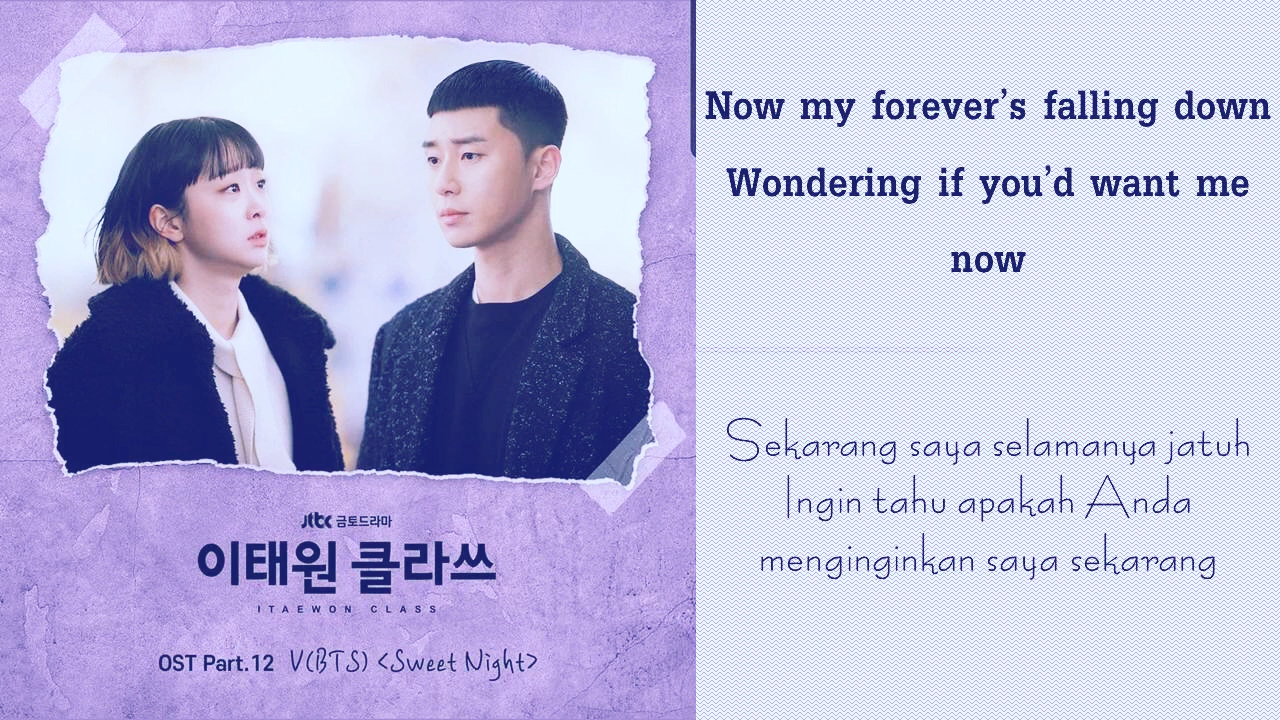 jtbc 금토드라마
이태원 클라쓰
ITAEWON CLASS
OST Part.12 V(BTS) <Sweet Night>
Now my forever’s falling down
Wondering if you’d want me
now
Sekarang saya selamanya jatuh
Ingin tahu apakah Anda
menginginkan saya sekarang